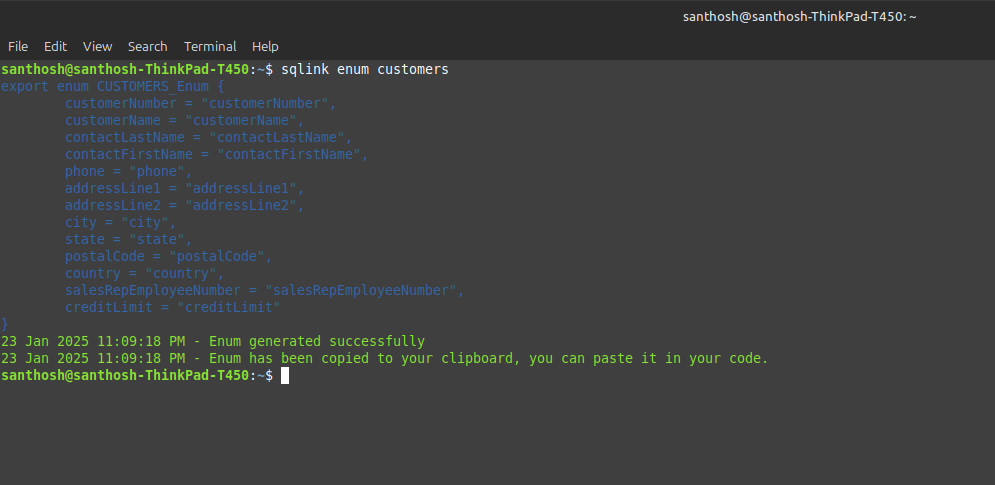 santhosh@santhosh-ThinkPad-T450: ~
File Edit View Search Terminal Help
santhosh@santhosh-ThinkPad-T450:~$ sqlink enum customers
export enum CUSTOMERS_Enum {
        customerNumber = "customerNumber",
        customerName = "customerName",
        contactLastName = "contactLastName",
        contactFirstName = "contactFirstName",
        phone = "phone",
        addressLine1 = "addressLine1",
        addressLine2 = "addressLine2",
        city = "city",
        state = "state",
        postalCode = "postalCode",
        country = "country",
        salesRepEmployeeNumber = "salesRepEmployeeNumber",
        creditLimit = "creditLimit"
}
23 Jan 2025 11:09:18 PM - Enum generated successfully
23 Jan 2025 11:09:18 PM - Enum has been copied to your clipboard, you can paste it in your code.
santhosh@santhosh-ThinkPad-T450:~$